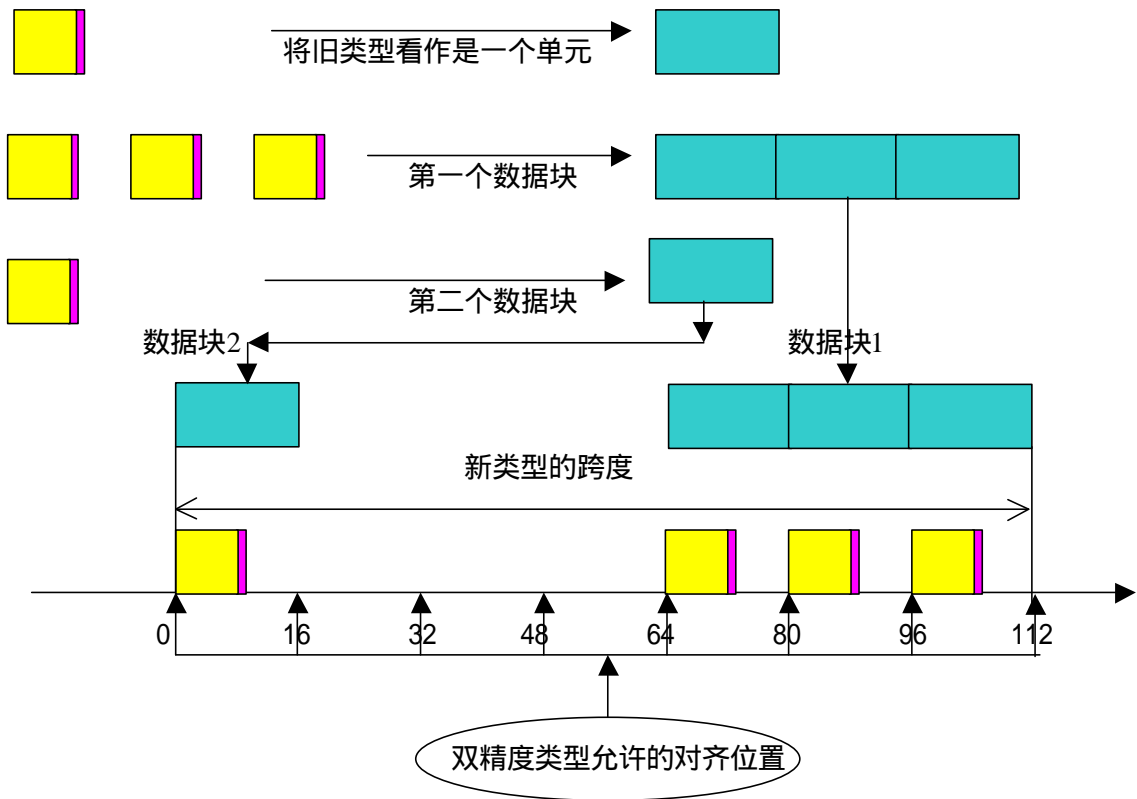 将旧类型看作是一个单元
第一个数据块
第二个数据块
数据块2
数据块1
新类型的跨度
0 16 32 48 64 80 96 112
双精度类型允许的对齐位置